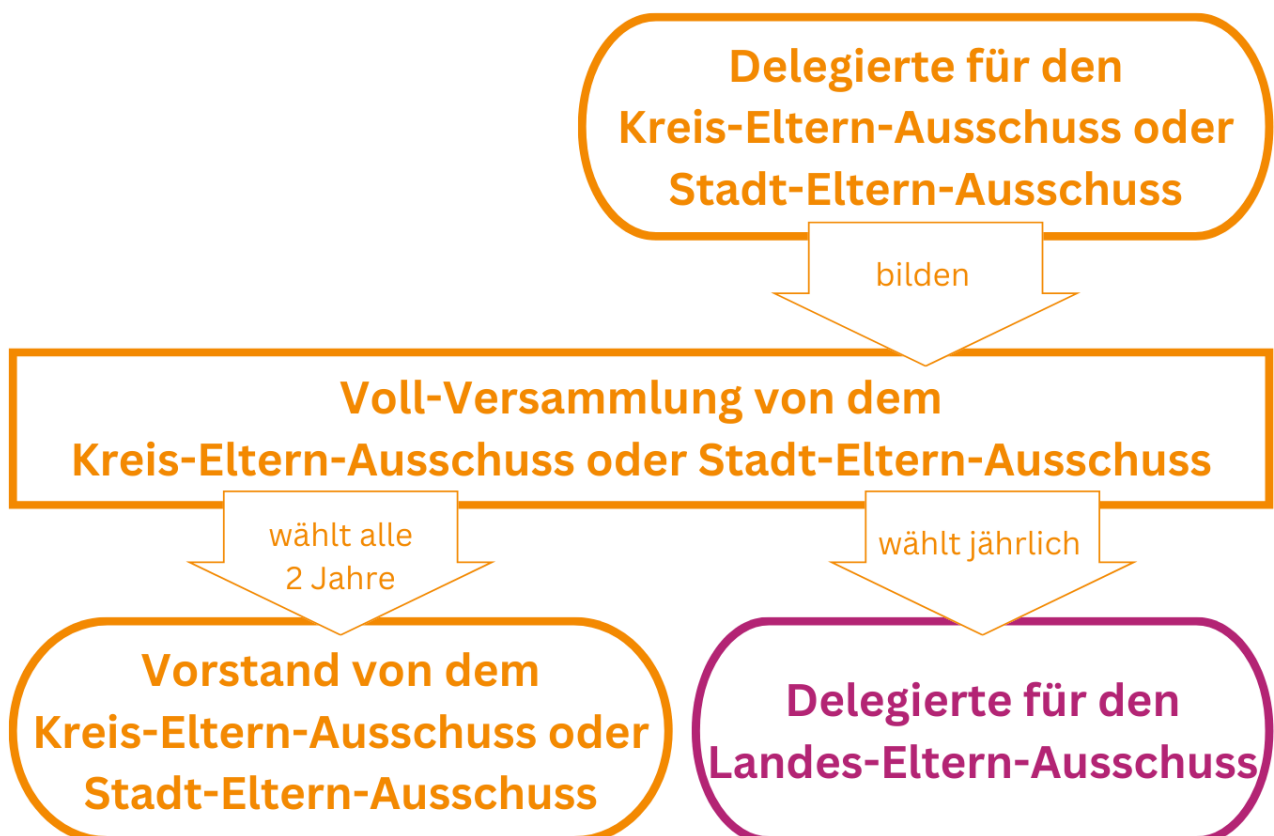 Delegierte für den
Kreis-Eltern-Ausschuss oder
Stadt-Eltern-Ausschuss
bilden
Voll-Versammlung von dem
Kreis-Eltern-Ausschuss oder Stadt-Eltern-Ausschuss
wählt alle
2 Jahre
wählt jährlich
Vorstand von dem
Kreis-Eltern-Ausschuss oder
Stadt-Eltern-Ausschuss
Delegierte für den
Landes-Eltern-Ausschuss